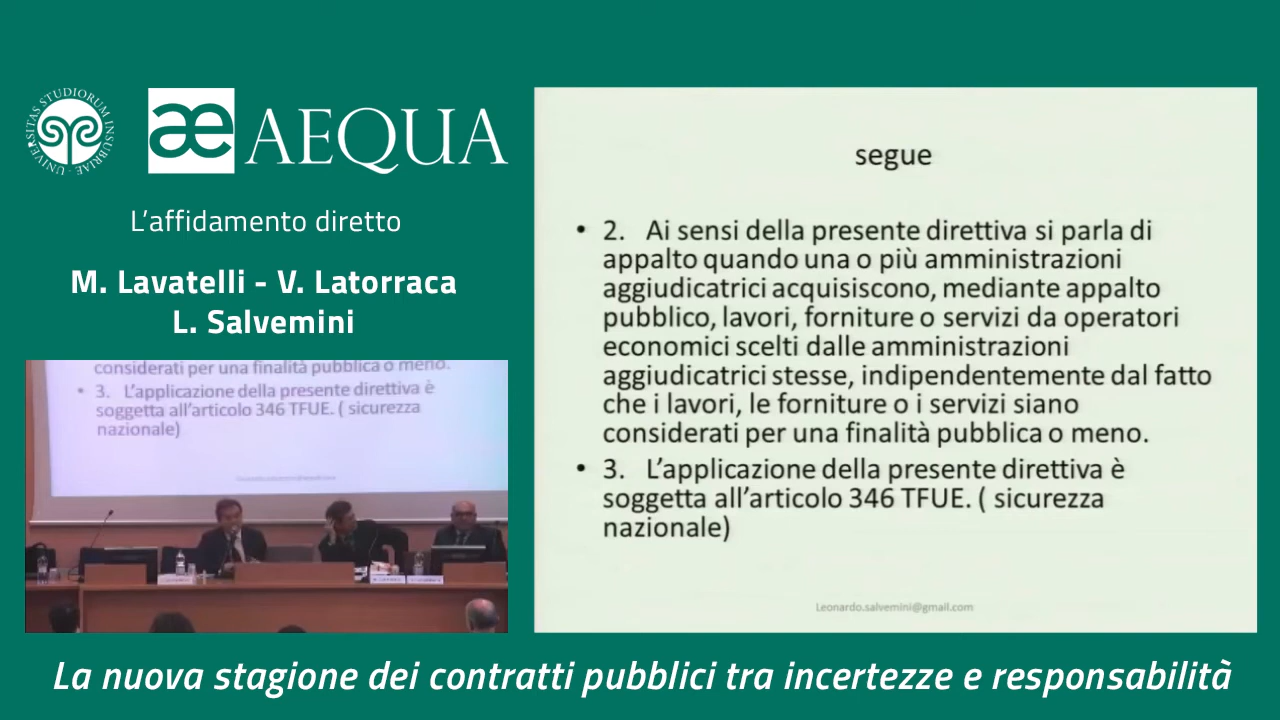 UNIVERSITAS STUDIORUM INSUBRIAE
æ AEQUA
L'affidamento diretto
M. Lavatelli - V. Latorraca
L. Salvemini
considerati per una finalità pubblica o meno.
• 3. L'applicazione della presente direttiva è
soggetta all'articolo 346 TFUE. ( sicurezza
nazionale)
segue
• 2. Ai sensi della presente direttiva si parla di
appalto quando una o più amministrazioni
aggiudicatrici acquisiscono, mediante appalto
pubblico, lavori, forniture o servizi da operatori
economici scelti dalle amministrazioni
aggiudicatrici stesse, indipendentemente dal fatto
che i lavori, le forniture o i servizi siano
considerati per una finalità pubblica o meno.
• 3. L'applicazione della presente direttiva è
soggetta all'articolo 346 TFUE. ( sicurezza
nazionale)
Leonardo.salvemini@gmail.com
La nuova stagione dei contratti pubblici tra incertezze e responsabilità